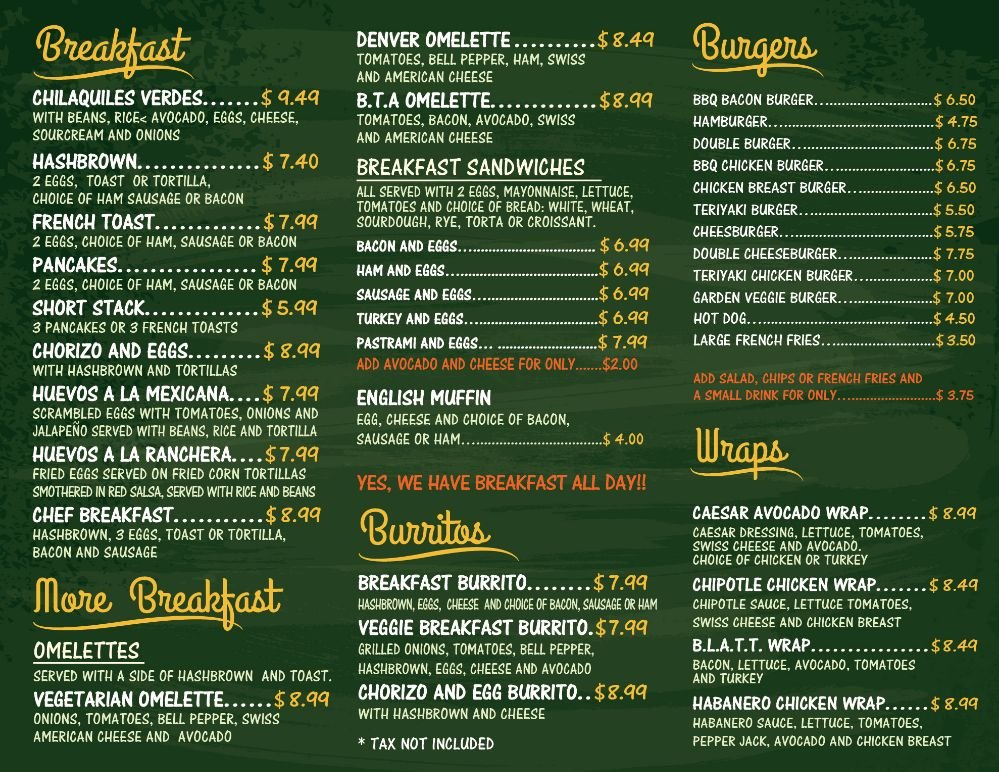 Breakfast
CHILAQUILES VERDES.......$ 9.49
WITH BEANS, RICE< AVOCADO, EGGS, CHEESE,
SOURCREAM AND ONIONS
HASHBROWN..............$ 7.40
2 EGGS, TOAST OR TORTILLA,
CHOICE OF HAM SAUSAGE OR BACON
FRENCH TOAST.............$7.99
2 EGGS, CHOICE OF HAM, SAUSAGE OR BACON
PANCAKES................$ 7.99
2 EGGS, CHOICE OF HAM, SAUSAGE OR BACON
SHORT STACK.............$ 5.99
3 PANCAKES OR 3 FRENCH TOASTS
CHORIZO AND EGGS.........$ 8.99
WITH HASHBROWN AND TORTILLAS
HUEVOS A LA MEXICANA....$ 7.99
SCRAMBLED EGGS WITH TOMATOES, ONIONS AND
JALAPEÑO SERVED WITH BEANS, RICE AND TORTILLA
HUEVOS A LA RANCHERA...$7.99
FRIED EGGS SERVED ON FRIED CORN TORTILLAS
SMOTHERED IN RED SALSA, SERVED WITH RICE AND BEANS
CHEF BREAKFAST...........$8.99
HASHBROWN, 3 EGGS, TOAST OR TORTILLA,
BACON AND SAUSAGE
More Breakfast
OMELETTES
SERVED WITH A SIDE OF HASHBROWN AND TOAST.
VEGETARIAN OMELETTE......$ 8.99
ONIONS, TOMATOES, BELL PEPPER, SWISS
AMERICAN CHEESE AND AVOCADO
DENVER OMELETTE..........$ 8.49
TOMATOES, BELL PEPPER, HAM, SWISS
AND AMERICAN CHEESE
B.T.A OMELETTE.............$8.99
TOMATOES, BACON, AVOCADO, SWISS
AND AMERICAN CHEESE
BREAKFAST SANDWICHES
ALL SERVED WITH 2 EGGS, MAYONNAISE, LETTUCE,
TOMATOES AND CHOICE OF BREAD: WHITE, WHEAT,
SOURDOUGH, RYE, TORTA OR CROISSANT.
BACON AND EGGS.................................. $ 6.99
HAM AND EGGS.....................................$ 6.99
SAUSAGE AND EGGS...............................$ 6.99
TURKEY AND EGGS.................................$ 6.99
PASTRAMI AND EGGS... .........................$ 7.99
ADD AVOCADO AND CHEESE FOR ONLY.......$2.00
ENGLISH MUFFIN
EGG, CHEESE AND CHOICE OF BACON,
SAUSAGE OR HAM...................................$ 4.00
YES, WE HAVE BREAKFAST ALL DAY!!
Burritos
BREAKFAST BURRITO........$ 7.99
HASHBROWN, EGGS, CHEESE AND CHOICE OF BACON, SAUSAGE OR HAM
VEGGIE BREAKFAST BURRITO.$7.99
GRILLED ONIONS, TOMATOES, BELL PEPPER,
HASHBROWN, EGGS, CHEESE AND AVOCADO
CHORIZO AND EGG BURRITO..$8.99
WITH HASHBROWN AND CHEESE
* TAX NOT INCLUDED
Burgers
BBQ BACON BURGER............................$ 6.50
HAMBURGER.......................................$ 4.75
DOUBLE BURGER..................................$ 6.75
BBQ CHICKEN BURGER..........................$ 6.75
CHICKEN BREAST BURGER.....................$ 6.50
TERIYAKI BURGER................................$ 5.50
CHEESBURGER.....................................$ 5.75
DOUBLE CHEESEBURGER......................$ 7.75
TERIYAKI CHICKEN BURGER...................$ 7.00
GARDEN VEGGIE BURGER.......................$ 7.00
HOT DOG............................................$ 4.50
LARGE FRENCH FRIES...........................$ 3.50
ADD SALAD, CHIPS OR FRENCH FRIES AND
A SMALL DRINK FOR ONLY........................$ 3.75
Wraps
CAESAR AVOCADO WRAP.......$ 8.99
CAESAR DRESSING, LETTUCE, TOMATOES,
SWISS CHEESE AND AVOCADO.
CHOICE OF CHICKEN OR TURKEY
CHIPOTLE CHICKEN WRAP......$ 8.49
CHIPOTLE SAUCE, LETTUCE TOMATOES,
SWISS CHEESE AND CHICKEN BREAST
B.L.A.T.T. WRAP................$8.49
BACON, LETTUCE, AVOCADO, TOMATOES
AND TURKEY
HABANERO CHICKEN WRAP.....$ 8.99
HABANERO SAUCE, LETTUCE, TOMATOES,
PEPPER JACK, AVOCADO AND CHICKEN BREAST